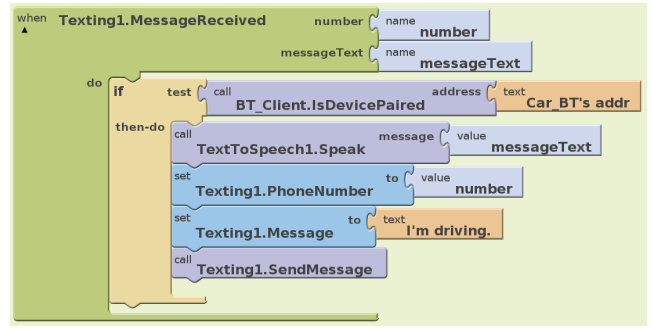 when Texting1.MessageReceived number name number
messageText name messageText
do if test call BT_Client.IsDevicePaired address text Car_BT's addr
then-do call TextToSpeech1.Speak message value messageText
set Texting1.PhoneNumber to value number
set Texting1.Message to text I'm driving.
call Texting1.SendMessage